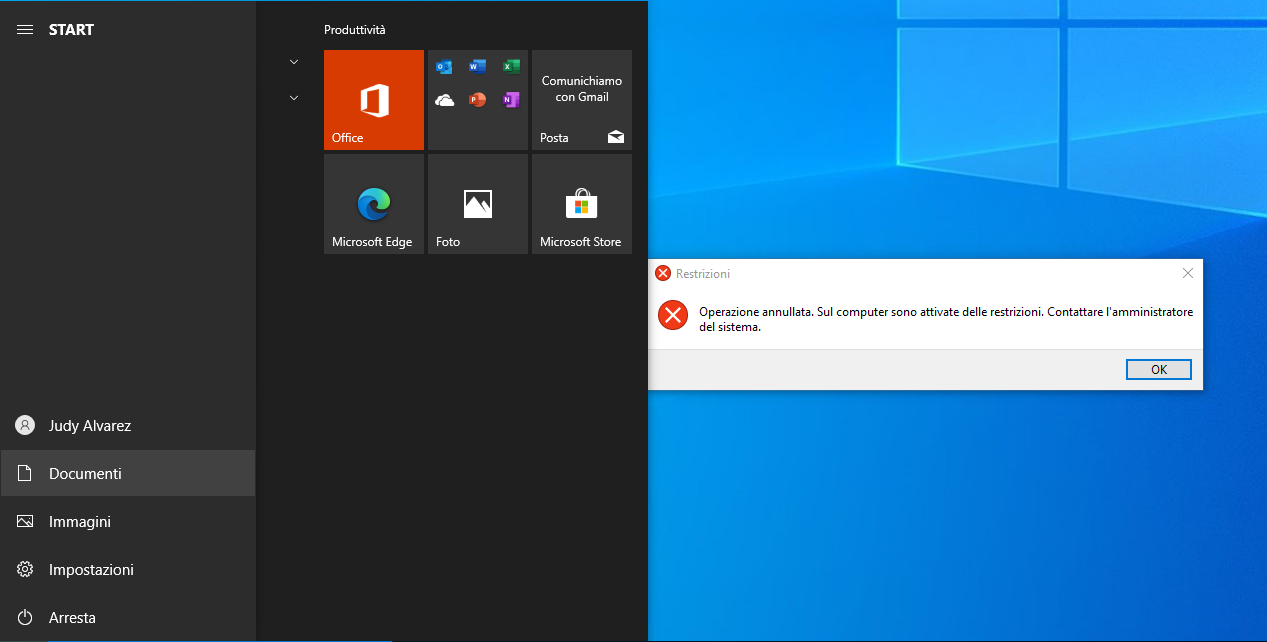 START
Produttività
Office
Comunichiamo
con Gmail
Posta
Microsoft Edge
Foto
Microsoft Store
Restrizioni
Operazione annullata. Sul computer sono attivate delle restrizioni. Contattare l'amministratore
del sistema.
OK
Judy Alvarez
Documenti
Immagini
Impostazioni
Arresta